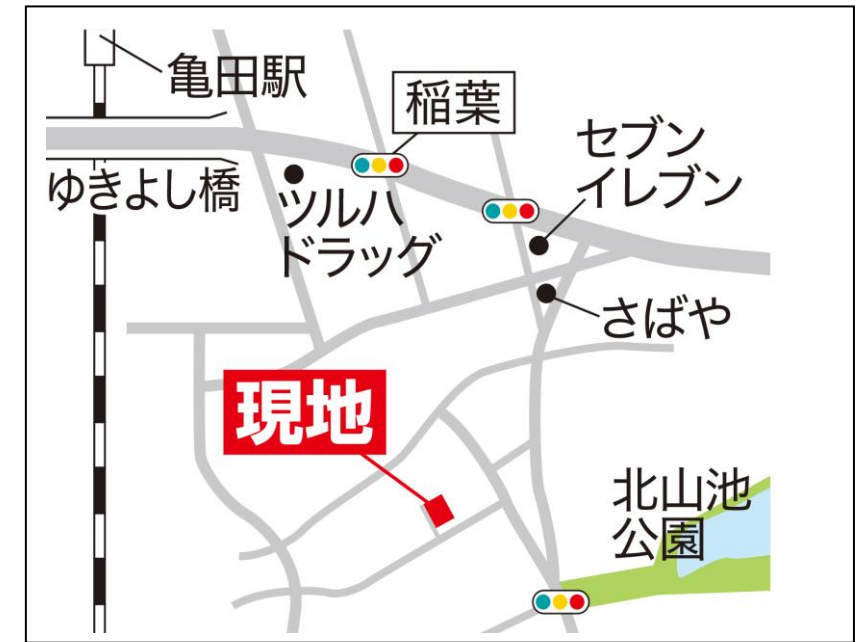 亀田駅
稲葉
セブン
イレブン
ゆきよし橋
ツルハ
ドラッグ
さばや
現地
北山池
公園